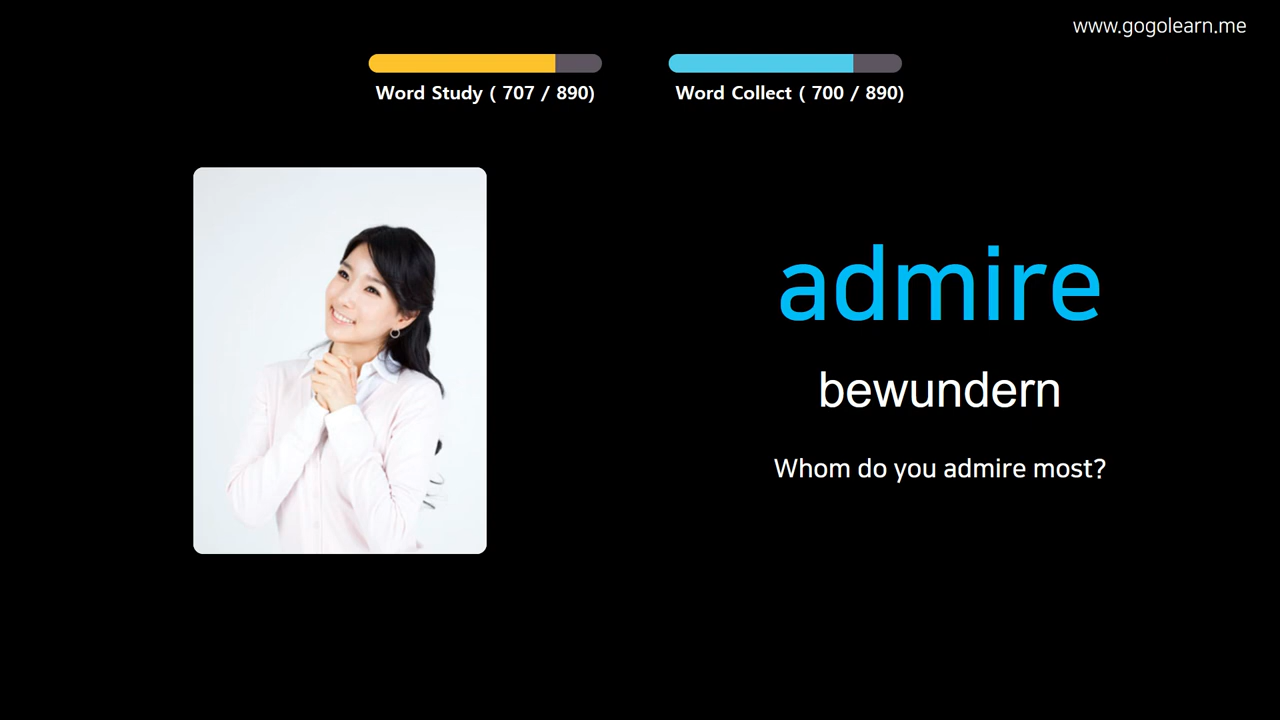 www.gogolearn.me
Word Study ( 707 / 890)
Word Collect ( 700 / 890)
admire
bewundern
Whom do you admire most?